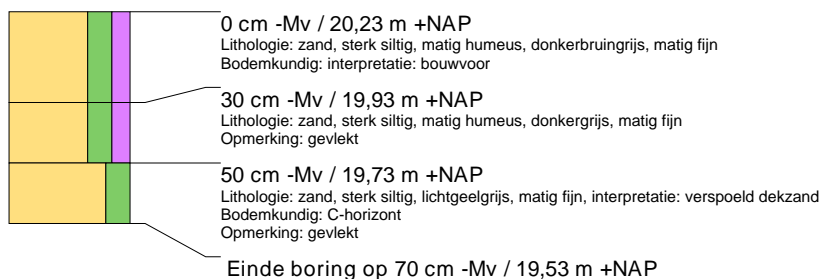 0 cm -Mv / 20,23 m +NAP
Lithologie: zand, sterk siltig, matig humeus, donkerbruingrijs, matig fijn
Bodemkundig: interpretatie: bouwvoor
30 cm -Mv / 19,93 m +NAP
Lithologie: zand, sterk siltig, matig humeus, donkergrijs, matig fijn
Opmerking: gevlekt
50 cm -Mv / 19,73 m +NAP
Lithologie: zand, sterk siltig, lichtgeelgrijs, matig fijn, interpretatie: verspoeld dekzand
Bodemkundig: C-horizont
Opmerking: gevlekt
Einde boring op 70 cm -Mv / 19,53 m +NAP